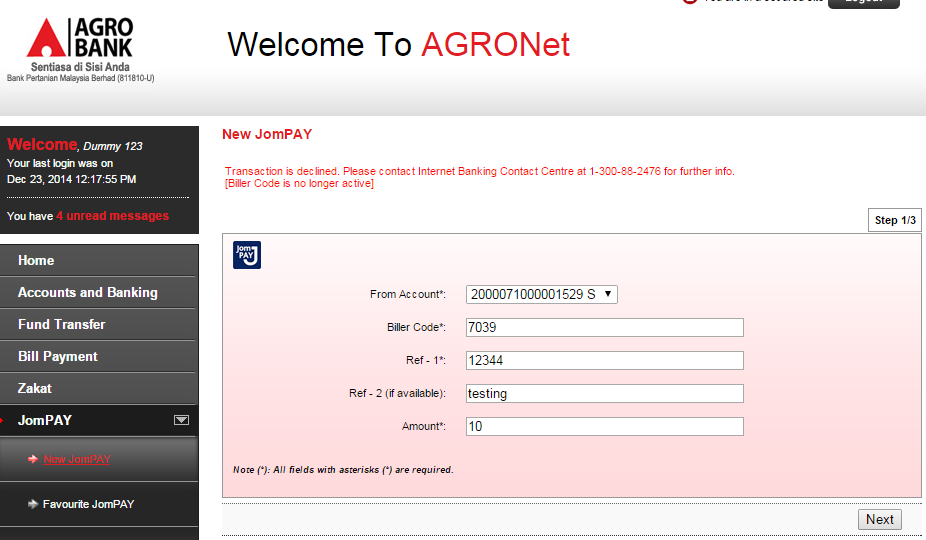 You are in a secured site
Logout
AGRO
BANK
Sentiasa di Sisi Anda
Bank Pertanian Malaysia Berhad (811810-U)
Welcome To AGRONet
Welcome, Dummy 123
Your last login was on
Dec 23, 2014 12:17:55 PM
You have 4 unread messages
Home
Accounts and Banking
Fund Transfer
Bill Payment
Zakat
JomPAY
New JomPAY
Favourite JomPAY
New JomPAY
Transaction is declined. Please contact Internet Banking Contact Centre at 1-300-88-2476 for further info.
[Biller Code is no longer active]
Step 1/3
Jom
PAY
From Account*: 2000071000001529 S
Biller Code*: 7039
Ref - 1*: 12344
Ref - 2 (if available): testing
Amount*: 10
Note (*): All fields with asterisks (*) are required.
Next